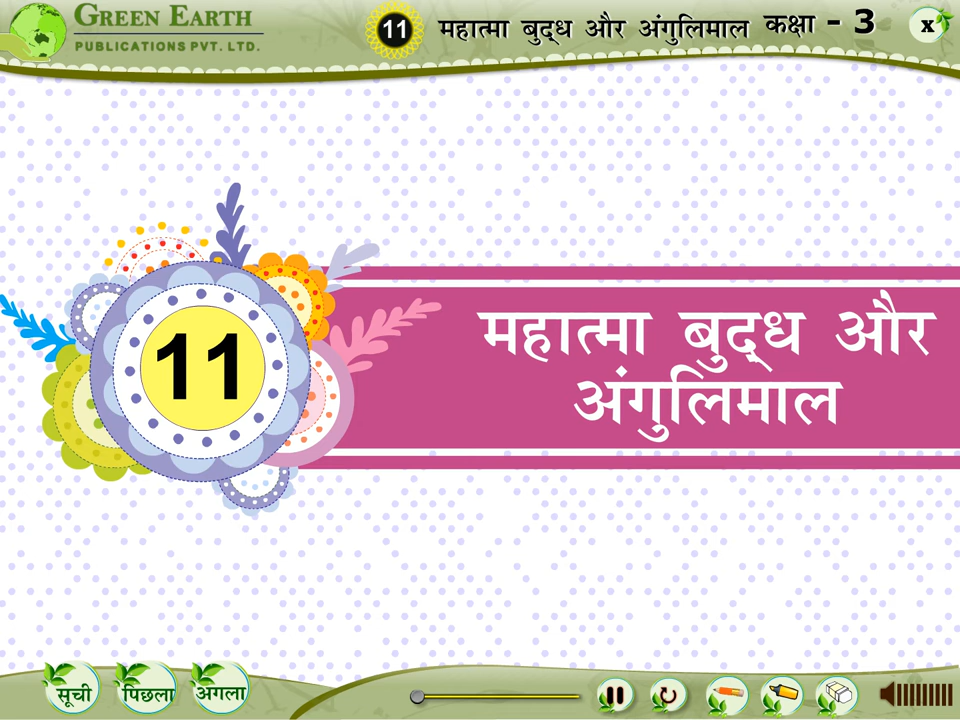 GREEN EARTH
PUBLICATIONS PVT. LTD.
11 महात्मा बुद्ध और अंगुलिमाल कक्षा - 3
x
11
महात्मा बुद्ध और
अंगुलिमाल
सूची पिछला अगला